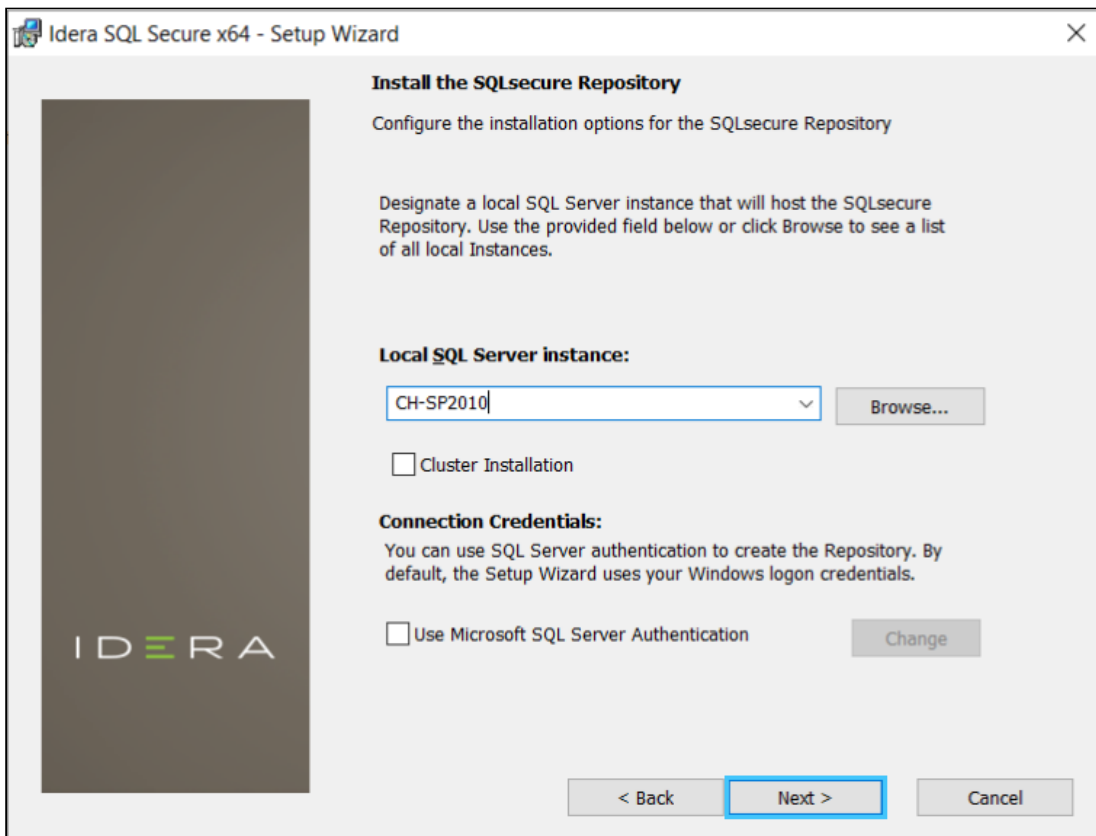 Idera SQL Secure x64 - Setup Wizard
Install the SQLsecure Repository
Configure the installation options for the SQLsecure Repository
Designate a local SQL Server instance that will host the SQLsecure
Repository. Use the provided field below or click Browse to see a list
of all local Instances.
Local SQL Server instance:
CH-SP2010
Browse...
Cluster Installation
Connection Credentials:
You can use SQL Server authentication to create the Repository. By
default, the Setup Wizard uses your Windows logon credentials.
Use Microsoft SQL Server Authentication
Change
IDERA
< Back
Next >
Cancel